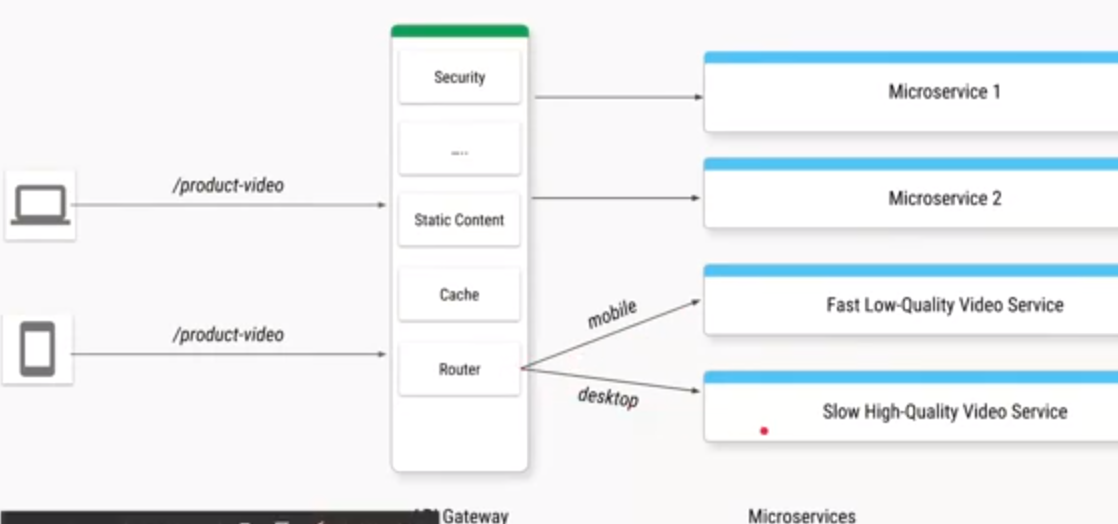 Security
....
Microservice 1
/product-video
Static Content
Microservice 2
Cache
mobile
Fast Low-Quality Video Service
/product-video
Router
desktop
Slow High-Quality Video Service
Gateway
Microservices